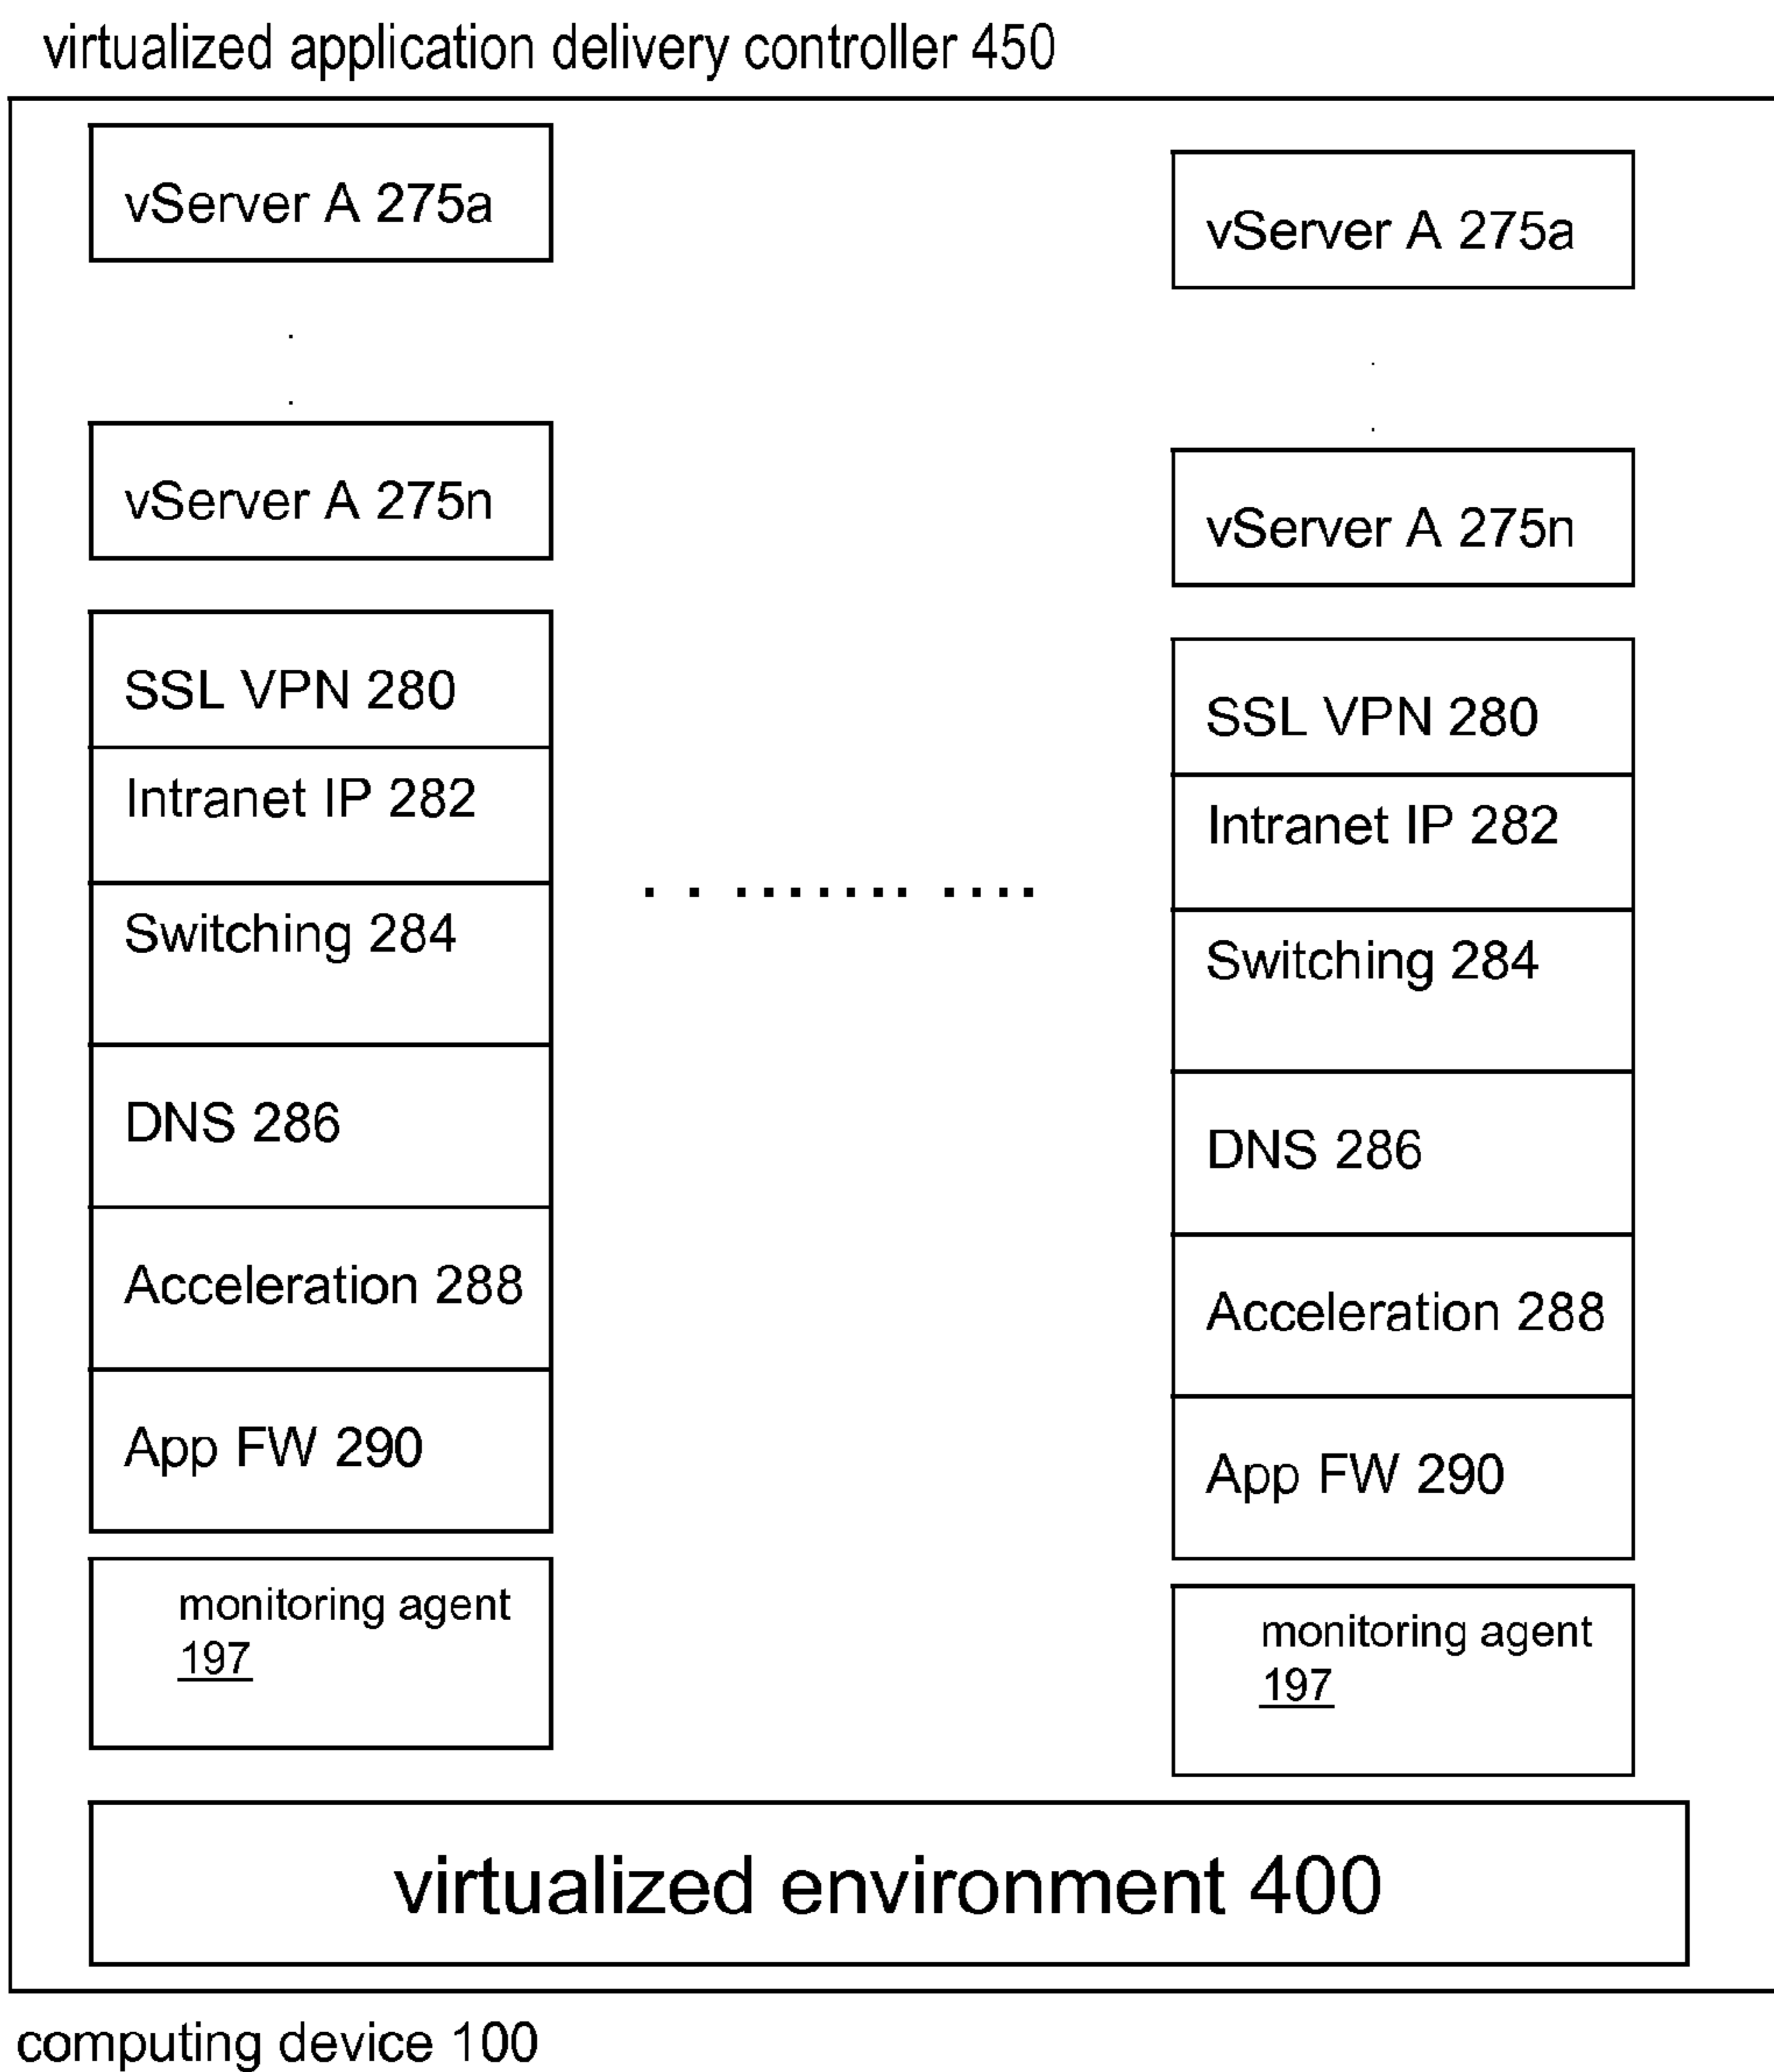 virtualized application delivery controller 450
vServer A 275a
vServer A 275n
SSL VPN 280
Intranet IP 282
Switching 284
DNS 286
Acceleration 288
App FW 290
monitoring agent
197
vServer A 275a
vServer A 275n
SSL VPN 280
Intranet IP 282
Switching 284
DNS 286
Acceleration 288
App FW 290
monitoring agent
197
virtualized environment 400
computing device 100